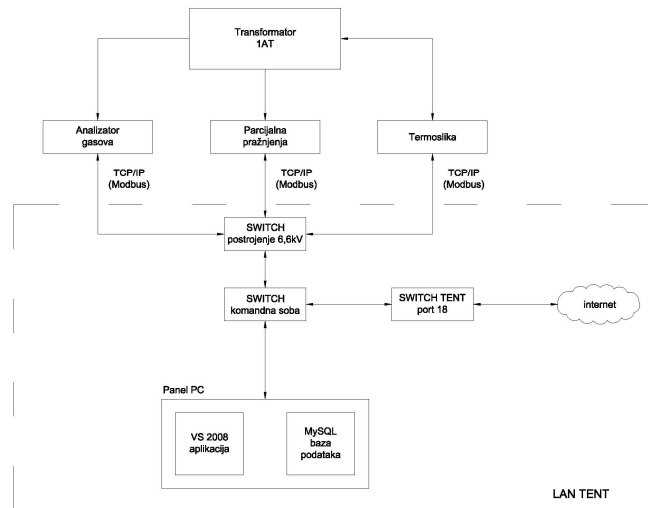 Transformator
1AT
Analizator
gasova
Parcijalna
pražnjenja
Termoslika
TCP/IP
(Modbus)
TCP/IP
(Modbus)
TCP/IP
(Modbus)
SWITCH
postrojenje 6,6kV
SWITCH
komandna soba
SWITCH TENT
port 18
internet
Panel PC
VS 2008
aplikacija
MySQL
baza
podataka
LAN TENT